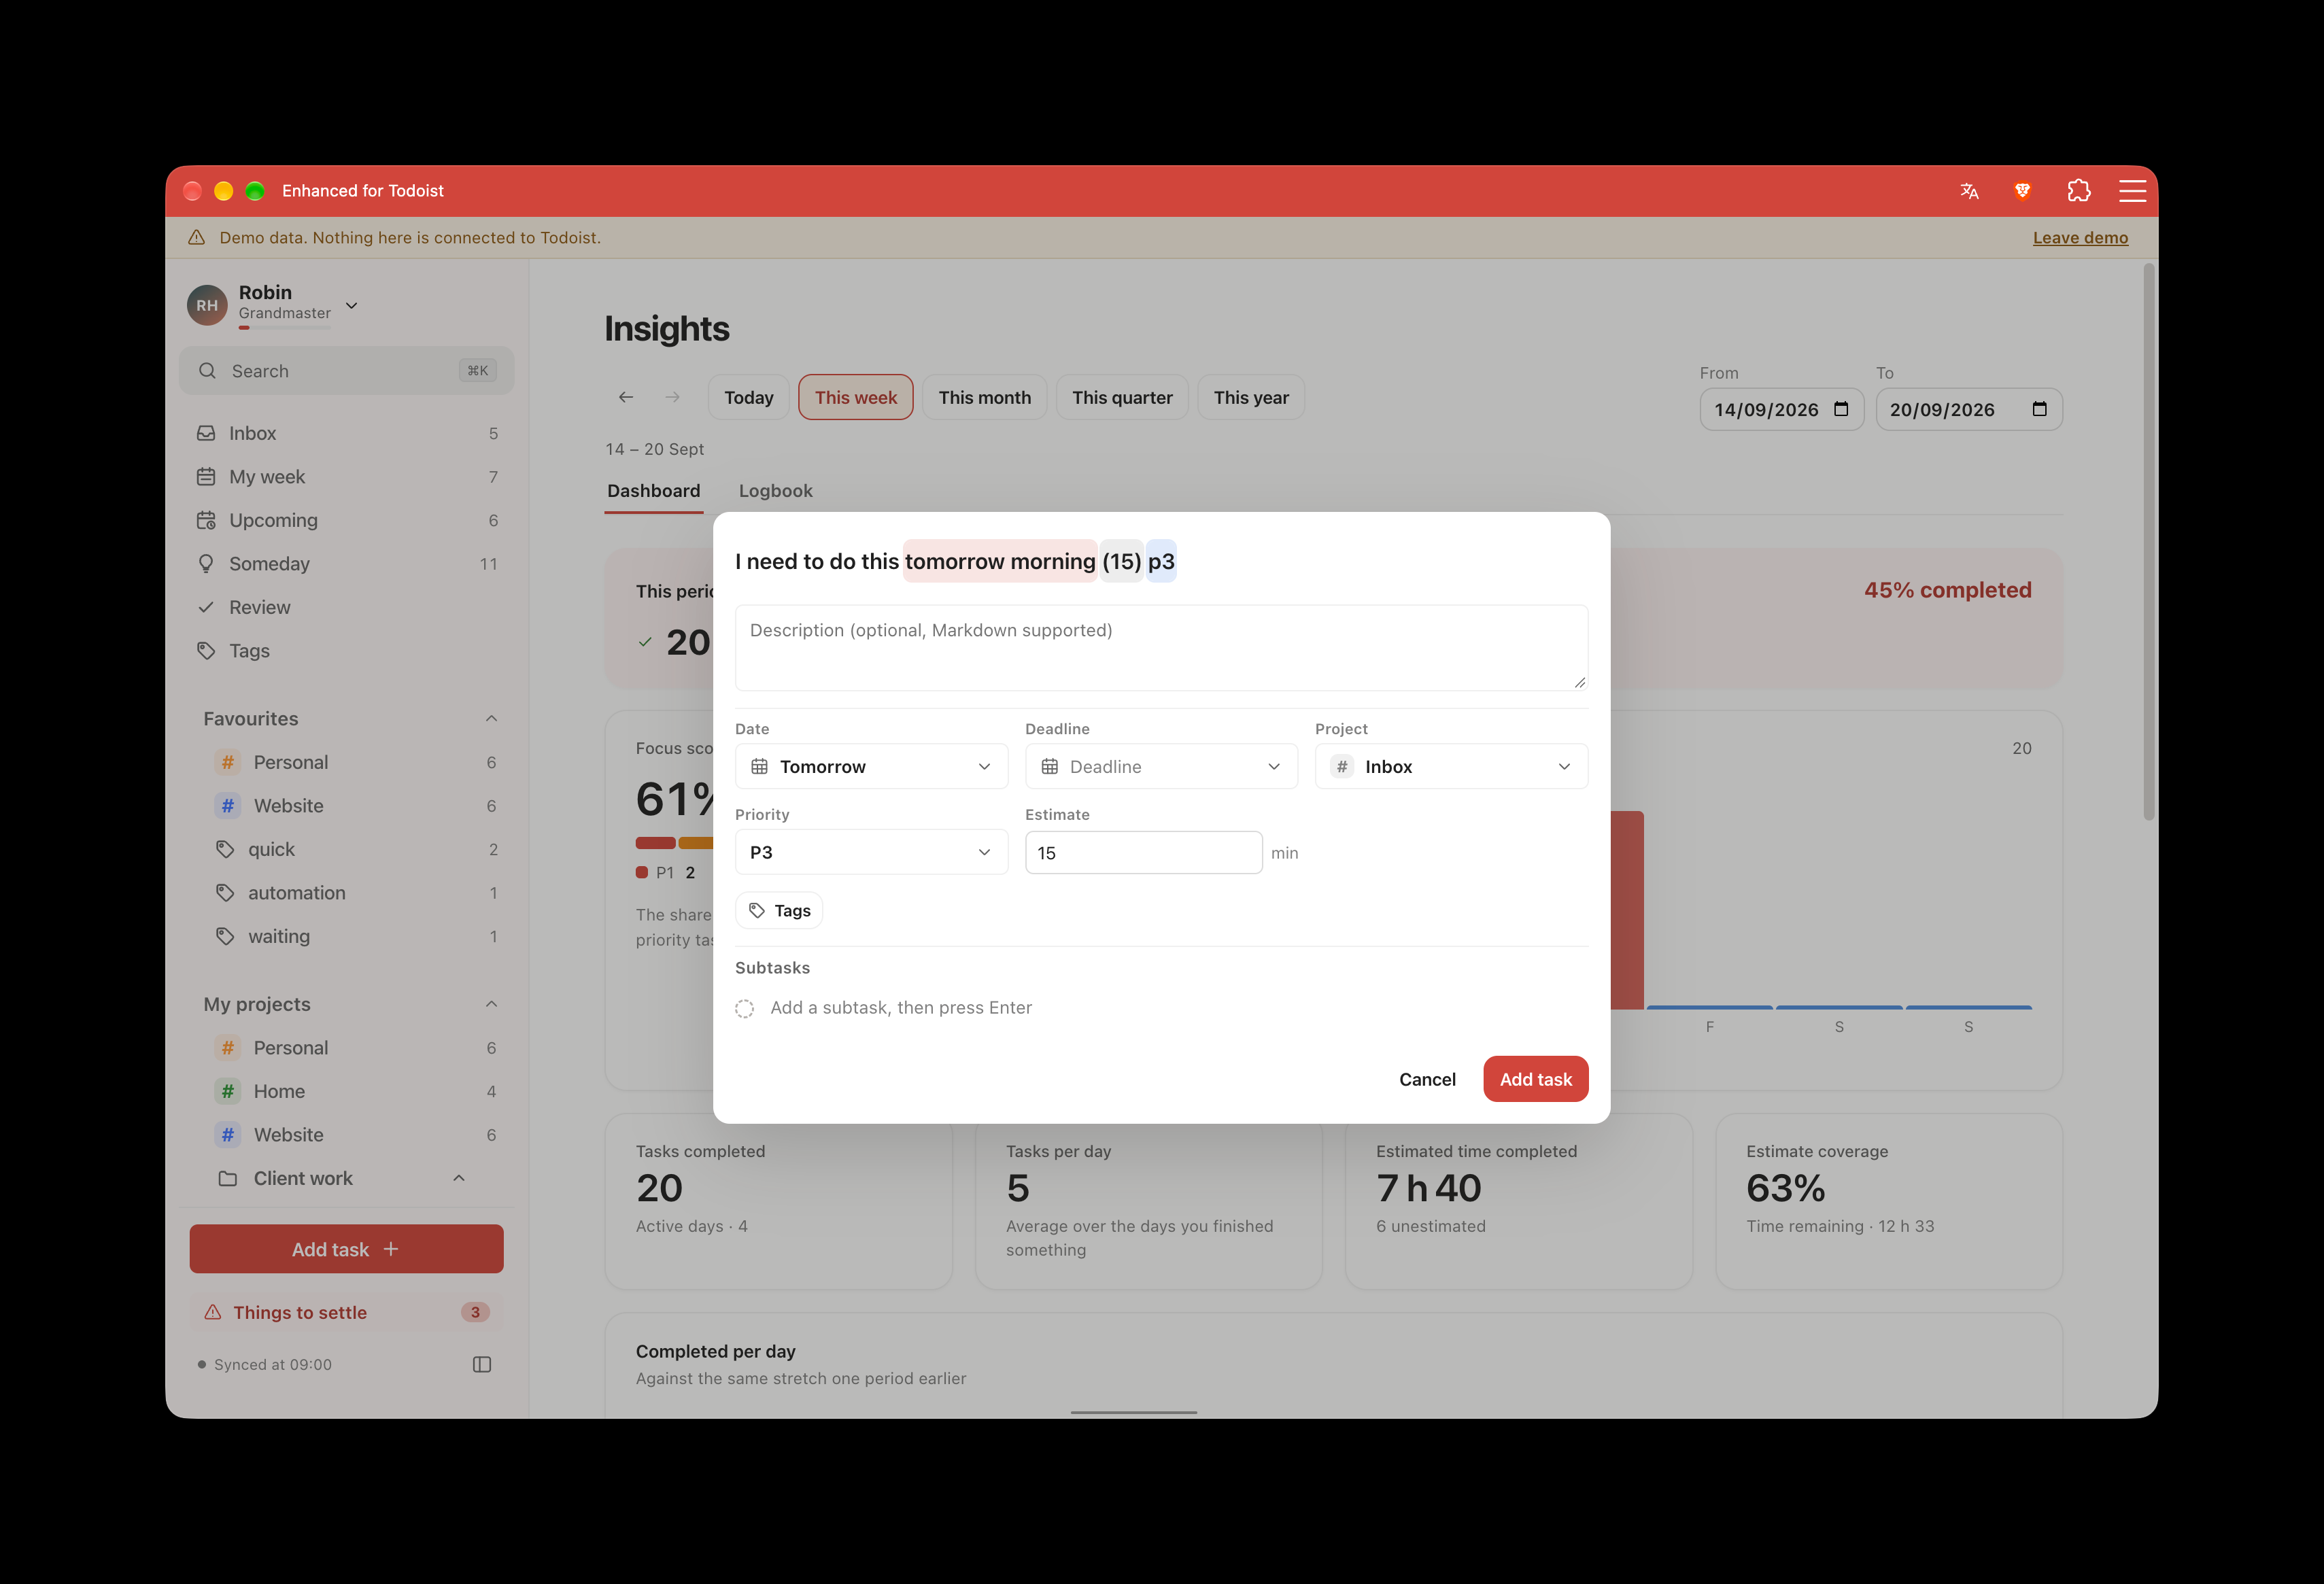 Enhanced for Todoist
Demo data. Nothing here is connected to Todoist.
Leave demo
RH
Robin
Grandmaster
Search
⌘K
Inbox 5
My week 7
Upcoming 6
Someday 11
Review
Tags
Favourites
# Personal 6
# Website 6
quick 2
automation 1
waiting 1
My projects
# Personal 6
# Home 4
# Website 6
Client work
Add task +
Things to settle 3
Synced at 09:00
Insights
Today
This week
This month
This quarter
This year
From
14/09/2026
To
20/09/2026
14 – 20 Sept
Dashboard
Logbook
45% completed
20
Focus
61%
P1 2
The share
20
F S S
I need to do this tomorrow morning (15) p3
Description (optional, Markdown supported)
Date
Tomorrow
Deadline
Deadline
Project
# Inbox
Priority
P3
Estimate
15 min
Tags
Subtasks
Add a subtask, then press Enter
Cancel
Add task
Tasks completed
20
Active days · 4
Tasks per day
5
Average over the days you finished
something
Estimated time completed
7 h 40
6 unestimated
Estimate coverage
63%
Time remaining · 12 h 33
Completed per day
Against the same stretch one period earlier